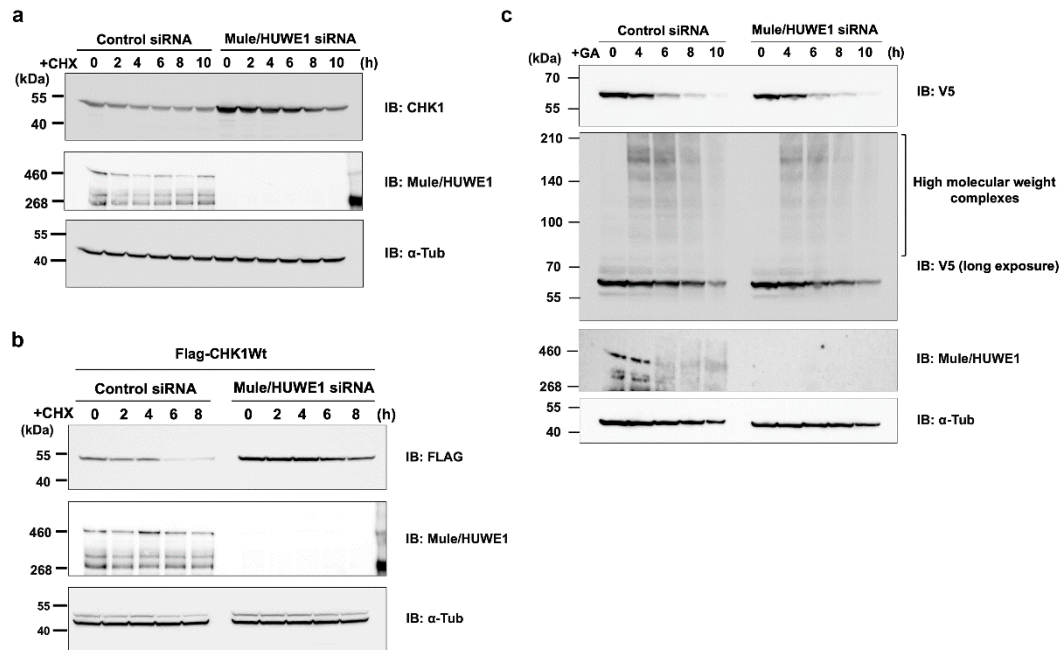 a
Control siRNA Mule/HUWE1 siRNA
+CHX 0 2 4 6 8 10 0 2 4 6 8 10 (h)
(kDa)
55
40
IB: CHK1
460
268
IB: Mule/HUWE1
55
40
IB: α-Tub
b
Flag-CHK1Wt
Control siRNA Mule/HUWE1 siRNA
+CHX 0 2 4 6 8 0 2 4 6 8 (h)
(kDa)
55
40
IB: FLAG
460
268
IB: Mule/HUWE1
55
40
IB: α-Tub
c
Control siRNA Mule/HUWE1 siRNA
+GA 0 4 6 8 10 0 4 6 8 10 (h)
(kDa)
70
55
IB: V5
210
140
100
70
55
High molecular weight
complexes
IB: V5 (long exposure)
460
268
IB: Mule/HUWE1
55
40
IB: α-Tub